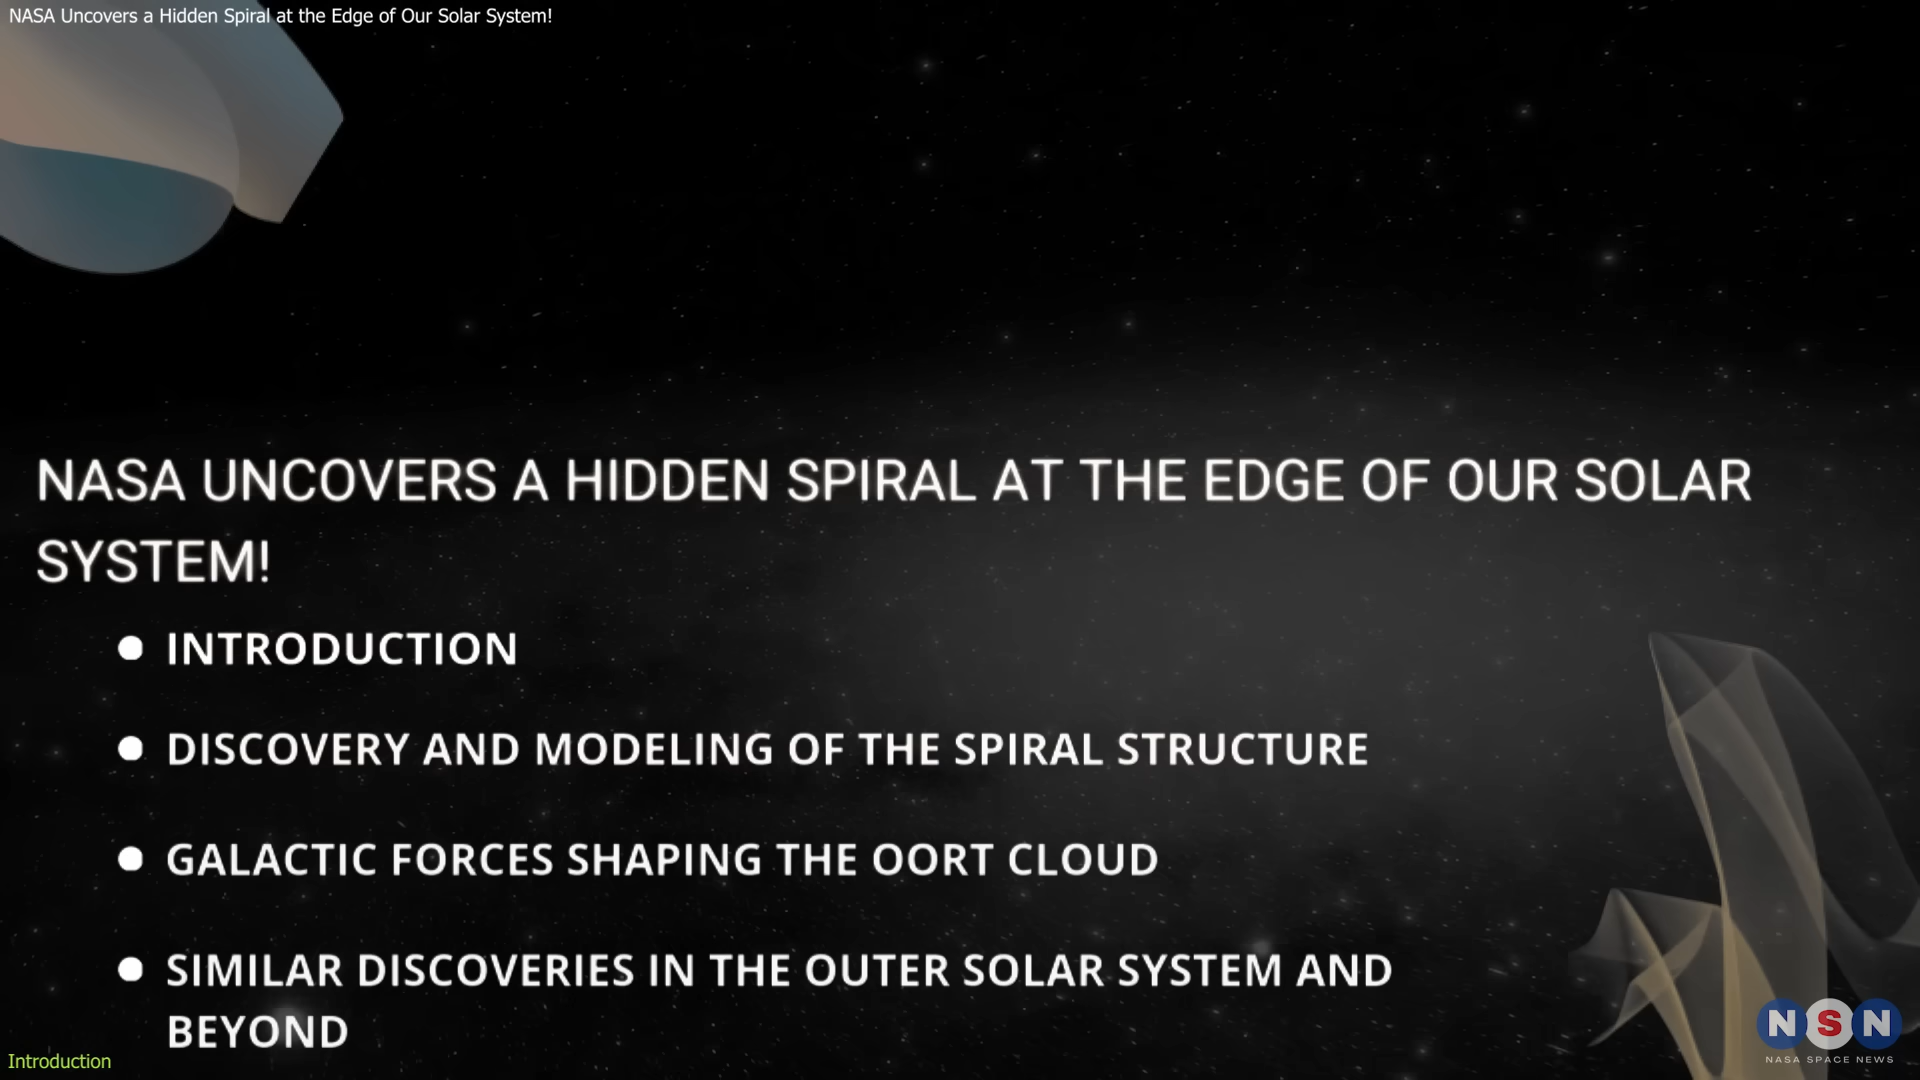 NASA Uncovers a Hidden Spiral at the Edge of Our Solar System!
NASA UNCOVERS A HIDDEN SPIRAL AT THE EDGE OF OUR SOLAR
SYSTEM!
● INTRODUCTION
● DISCOVERY AND MODELING OF THE SPIRAL STRUCTURE
● GALACTIC FORCES SHAPING THE OORT CLOUD
● SIMILAR DISCOVERIES IN THE OUTER SOLAR SYSTEM AND
BEYOND
Introduction
NSN
NASA SPACE NEWS